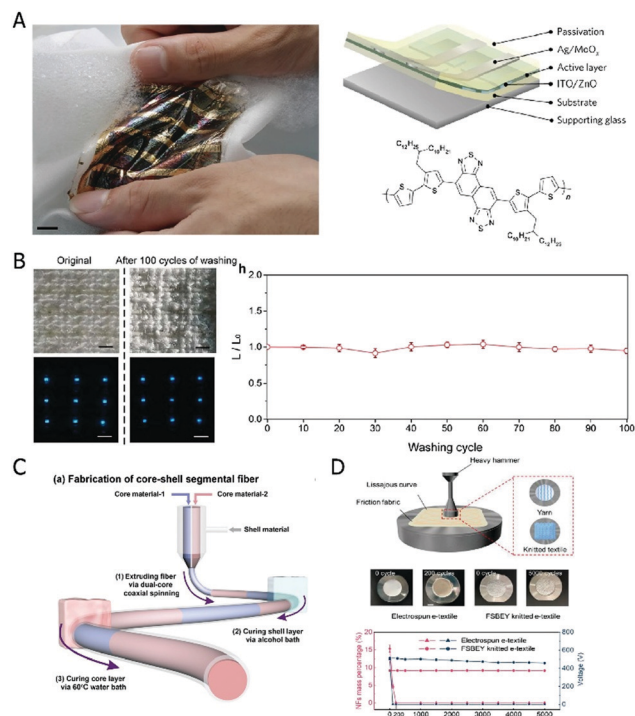 A
Passivation
Ag/MoOx
Active layer
ITO/ZnO
Substrate
Supporting glass
C12H25
C10H21
N
S
N
S
S
S
S
N
S
N
n
C10H21
C12H25
B
Original
After 100 cycles of washing
h
L / L0
2.0
1.5
1.0
0.5
0.0
0 10 20 30 40 50 60 70 80 90 100
Washing cycle
C
(a) Fabrication of core-shell segmental fiber
Core material-1
Core material-2
Shell material
(1) Extruding fiber
via dual-core
coaxial spinning
(2) Curing shell layer
via alcohol bath
(3) Curing core layer
via 60°C water bath
D
Heavy hammer
Lissajous curve
Friction fabric
Yarn
Knitted textile
0 cycle
200 cycles
0 cycle
5000 cycles
Electrospun e-textile
FSBEY knitted e-textile
NFs mass percentage (%)
20
15
10
5
0
Electrospun e-textile
FSBEY knitted e-textile
800
600
400
200
0
Voltage (V)
0 200 1000 2000 3000 4000 5000